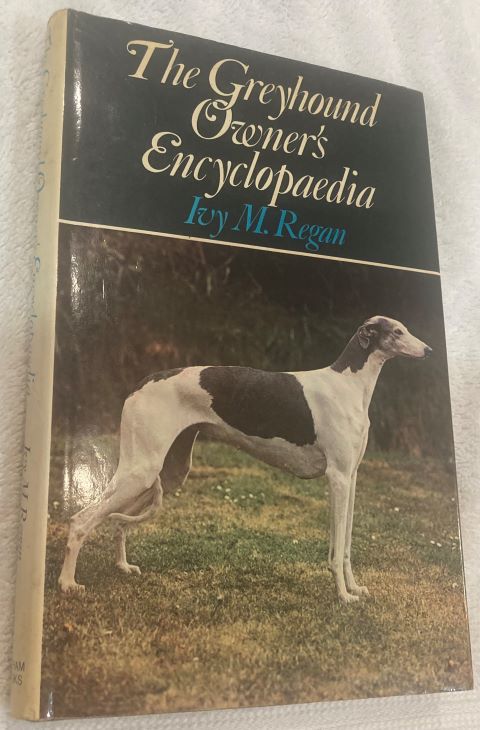 The Greyhound
Owner's
Encyclopaedia
Ivy M. Regan